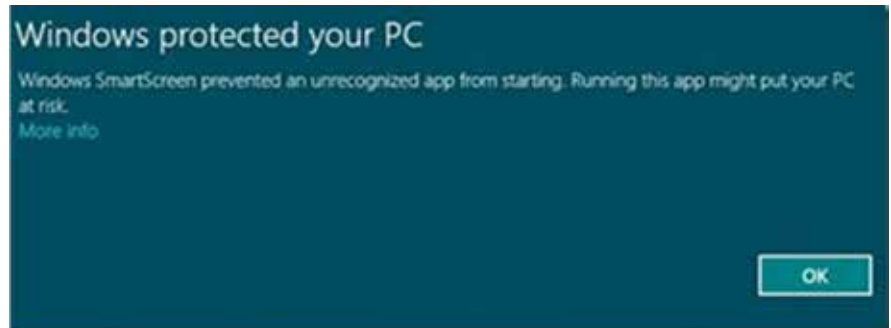 Windows protected your PC
Windows SmartScreen prevented an unrecognized app from starting. Running this app might put your PC
at risk.
More info
OK